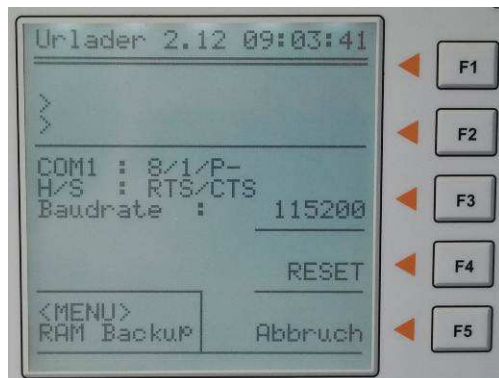 Urlader 2.12 09:03:41
F1
>
>
F2
COM1 : 8/1/P-
H/S : RTS/CTS
Baudrate : 115200
F3
RESET
F4
<MENU>
RAM Backup
Abbruch
F5